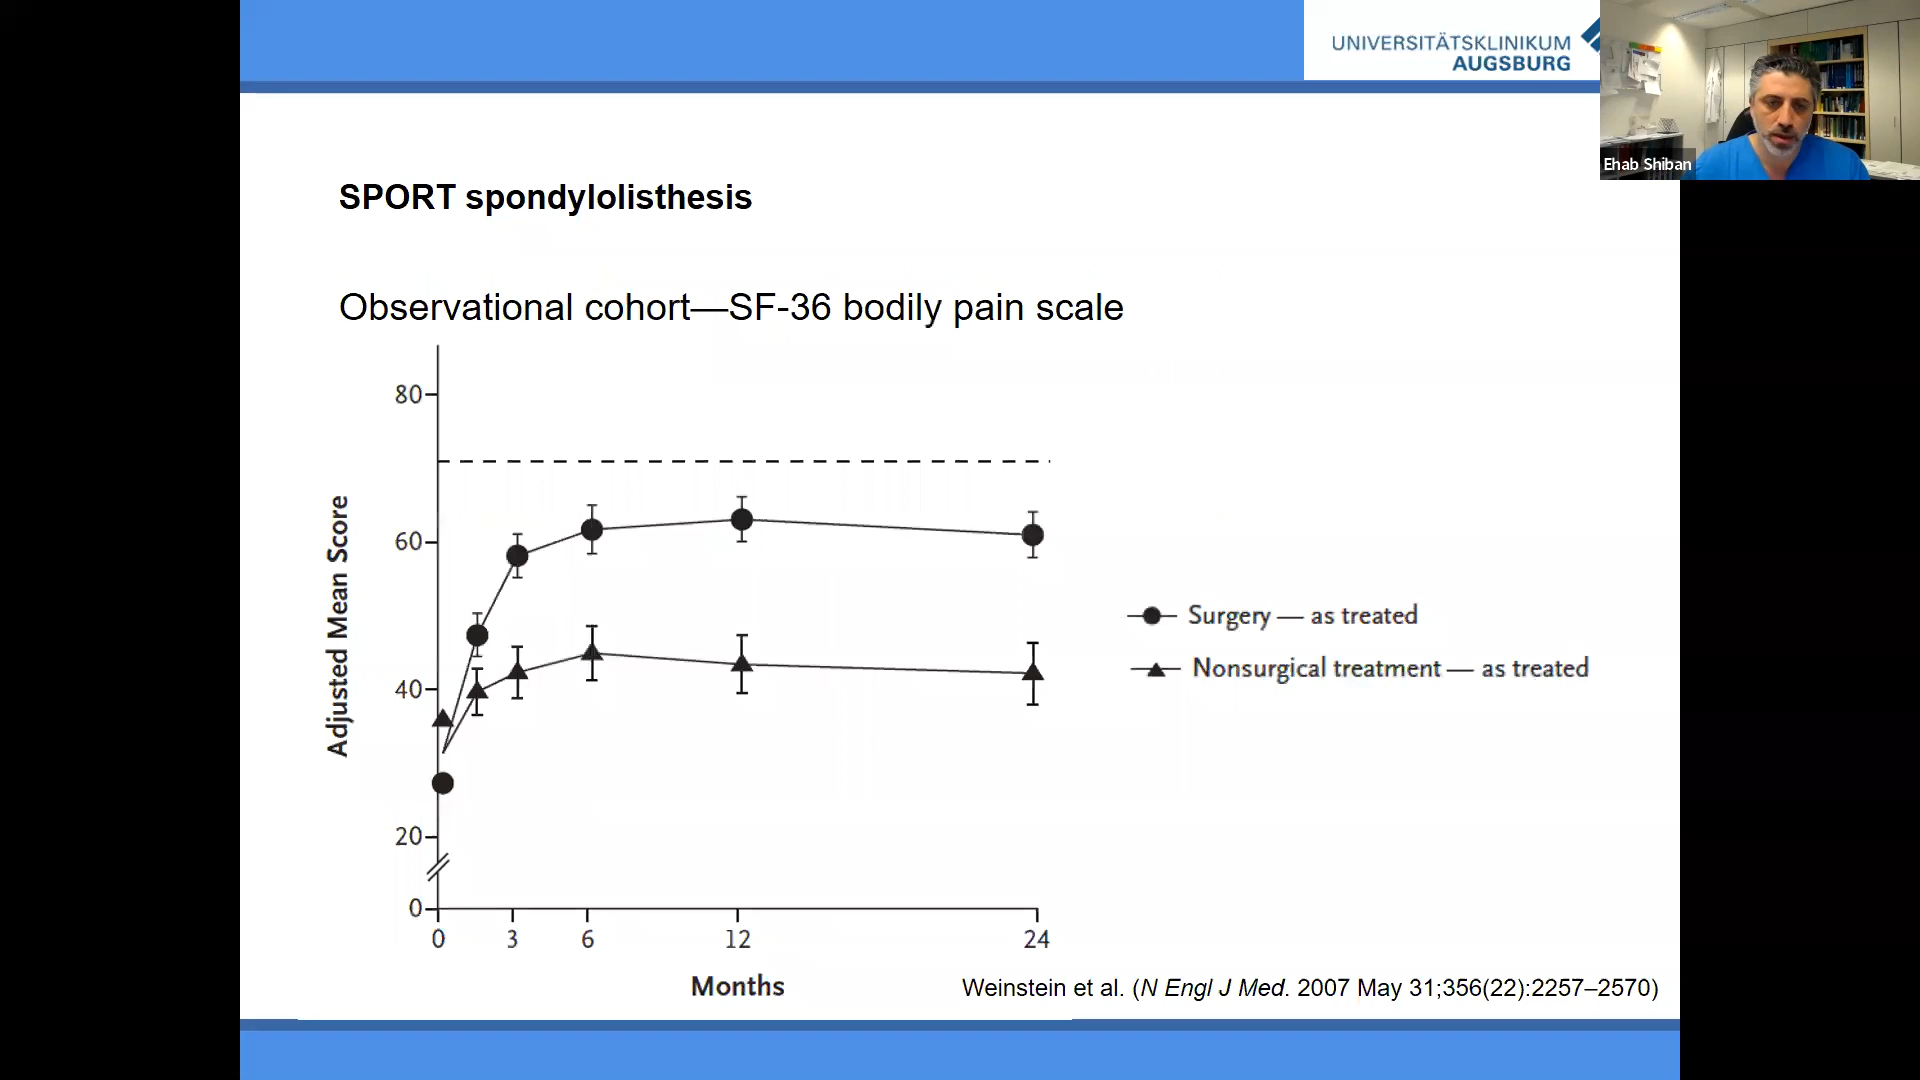 UNIVERSITÄTSKLINIKUM
AUGSBURG
Ehab Shiban
SPORT spondylolisthesis
Observational cohort—SF-36 bodily pain scale
Adjusted Mean Score
80
60
40
20
0
0 3 6 12 24
Months
Surgery — as treated
Nonsurgical treatment — as treated
Weinstein et al. (N Engl J Med. 2007 May 31;356(22):2257–2570)